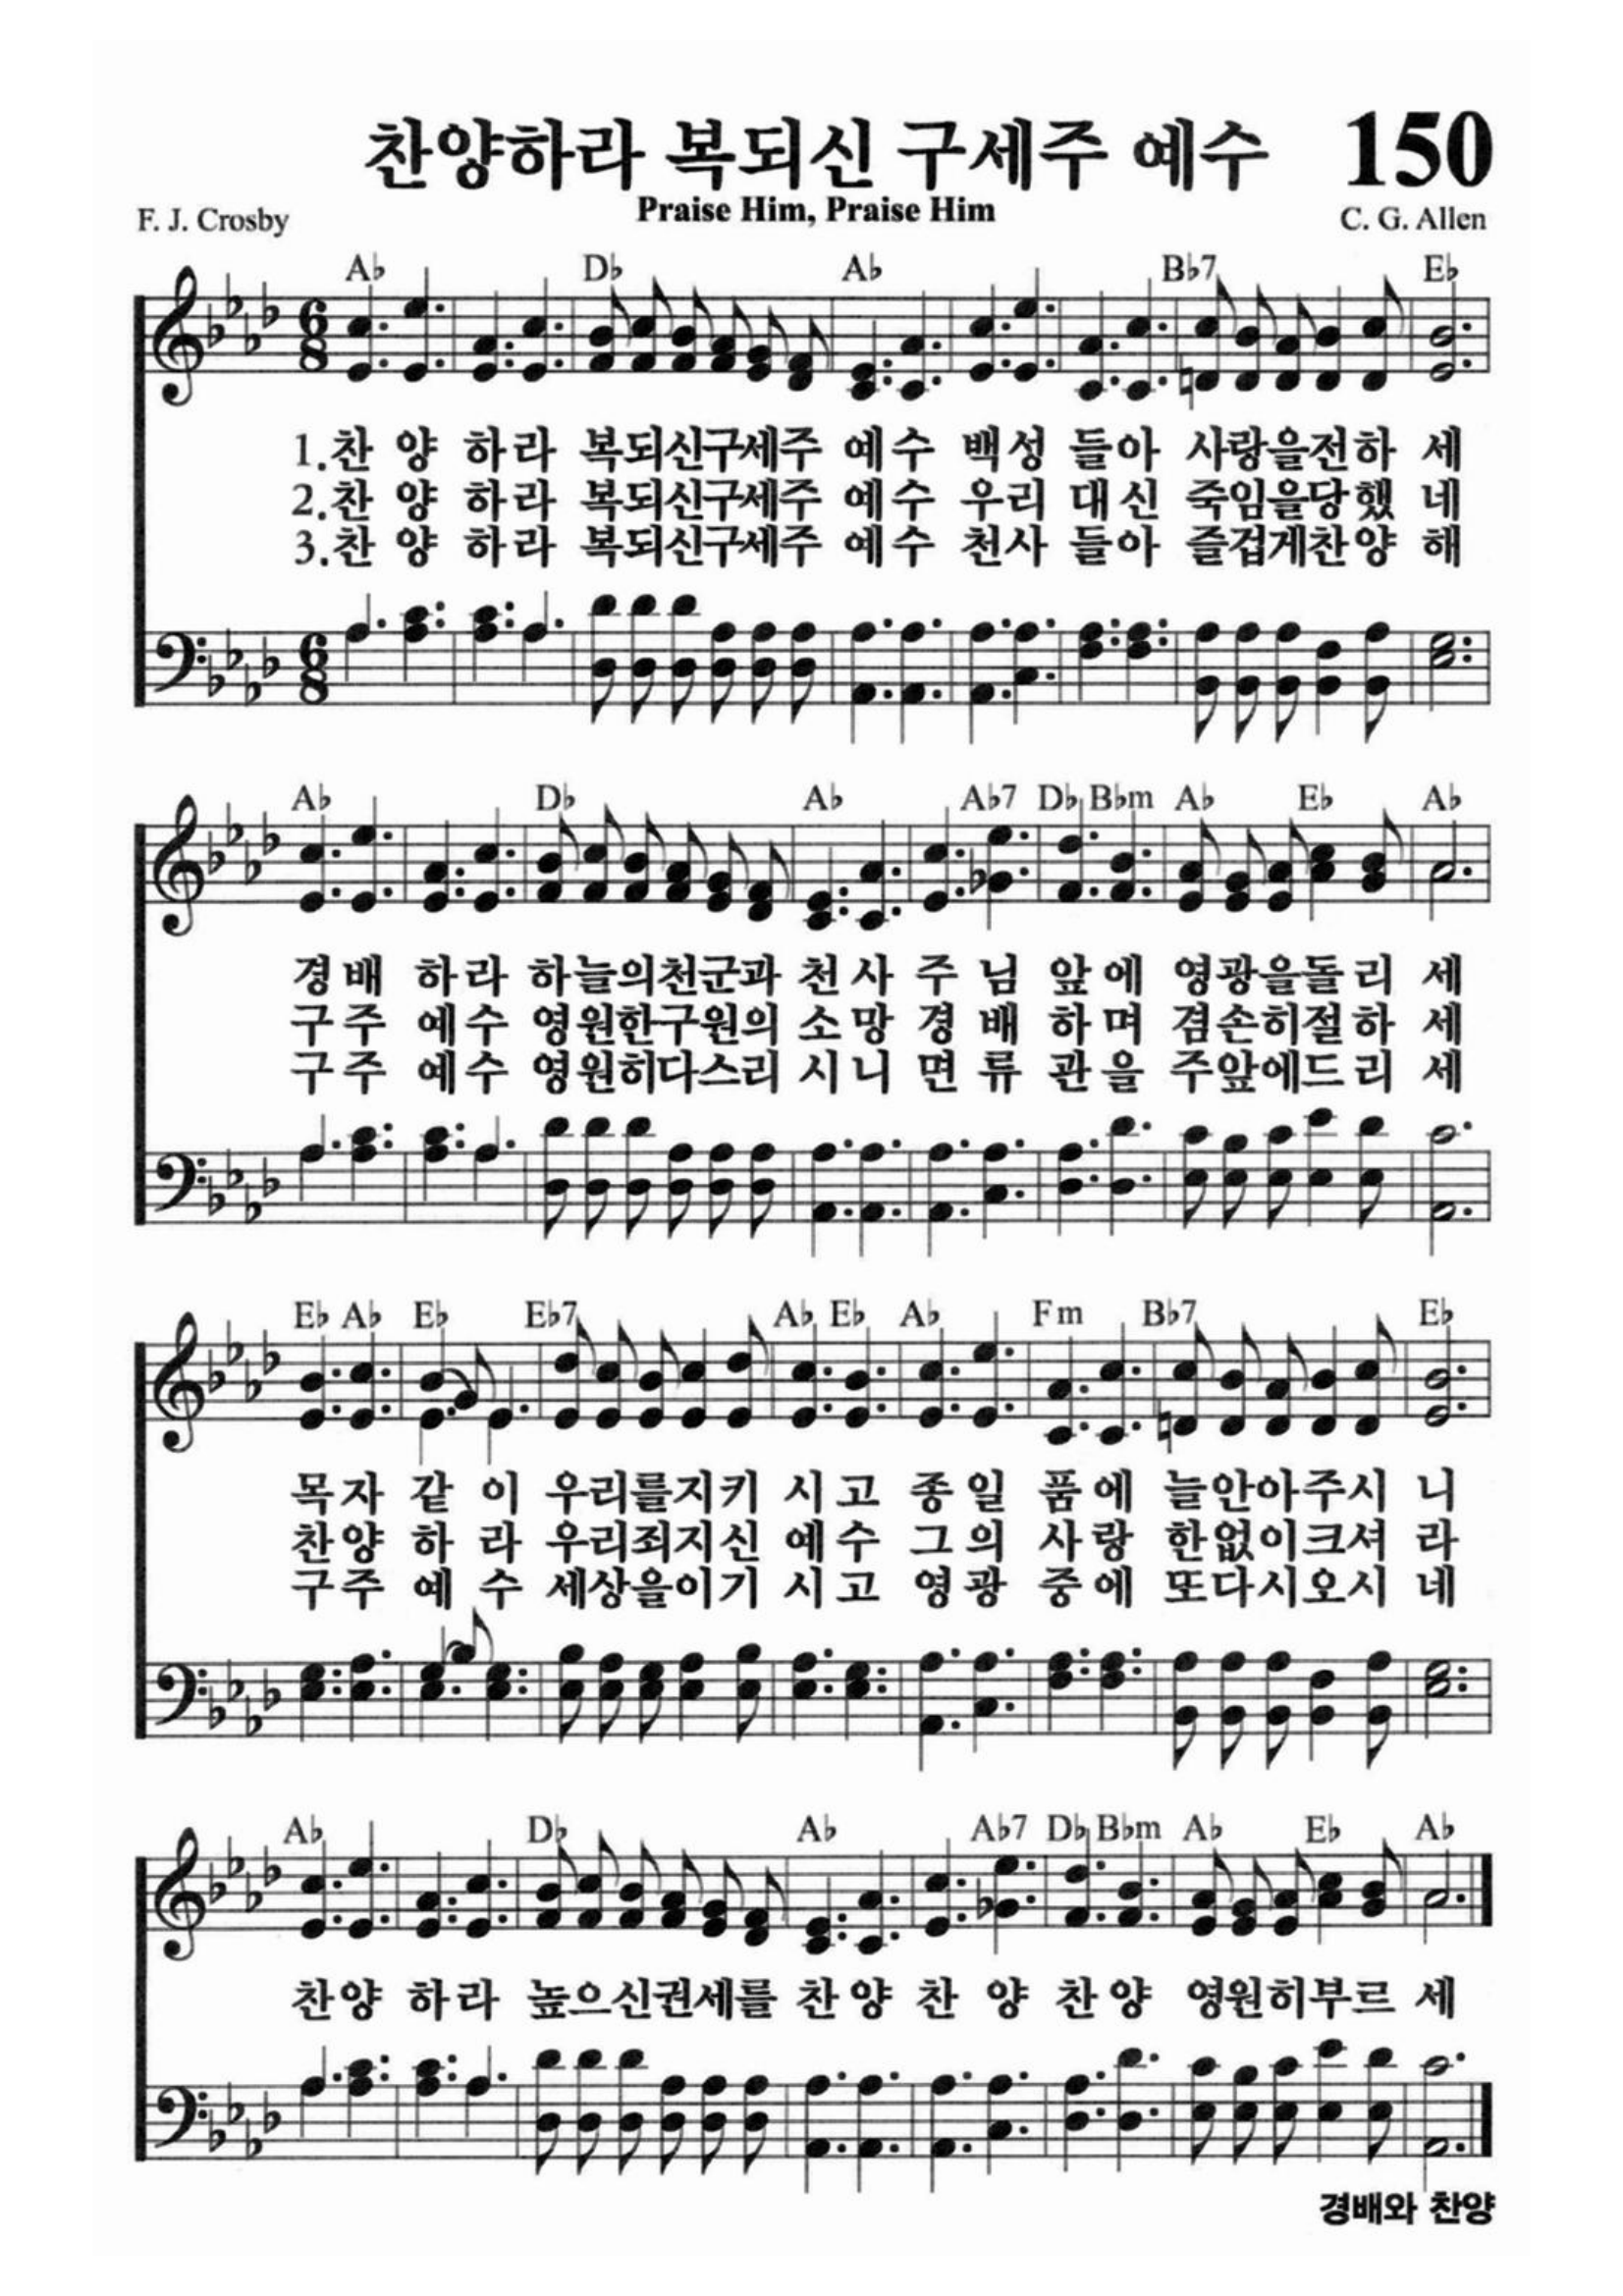 찬양하라 복되신 구세주 예수 150
Praise Him, Praise Him
F. J. Crosby C. G. Allen
A♭ D♭ A♭ B♭7 E♭
1.찬 양 하 라 복되신구세주 예 수 백 성 들아 사랑을전하 세
2.찬 양 하 라 복되신구세주 예 수 우 리 대 신 죽임을당했 네
3.찬 양 하 라 복되신구세주 예 수 천사 들아 즐겁게찬양 해
A♭ D♭ A♭ A♭7 D♭ B♭m A♭ E♭ A♭
경 배 하 라 하늘의천군과 천 사 주 님 앞 에 영광을돌 리 세
구 주 예 수 영원한구원의 소 망 경 배 하 며 겸손히절 하 세
구 주 예 수 영원히다스리 시 니 면 류 관 을 주앞에드 리 세
E♭ A♭ E♭ E♭7 A♭ E♭ A♭ Fm B♭7 E♭
목 자 같 이 우리를지 키 시 고 종 일 품 에 늘안아주시 니
찬 양 하 라 우리죄지 신 예 수 그 의 사 랑 한없이크셔 라
구 주 예 수 세상을이 기 시 고 영 광 중 에 또다시오시 네
A♭ D♭ A♭ A♭7 D♭ B♭m A♭ E♭ A♭
찬 양 하 라 높으신권세를 찬 양 찬 양 찬 양 영원히부르 세
경배와 찬양